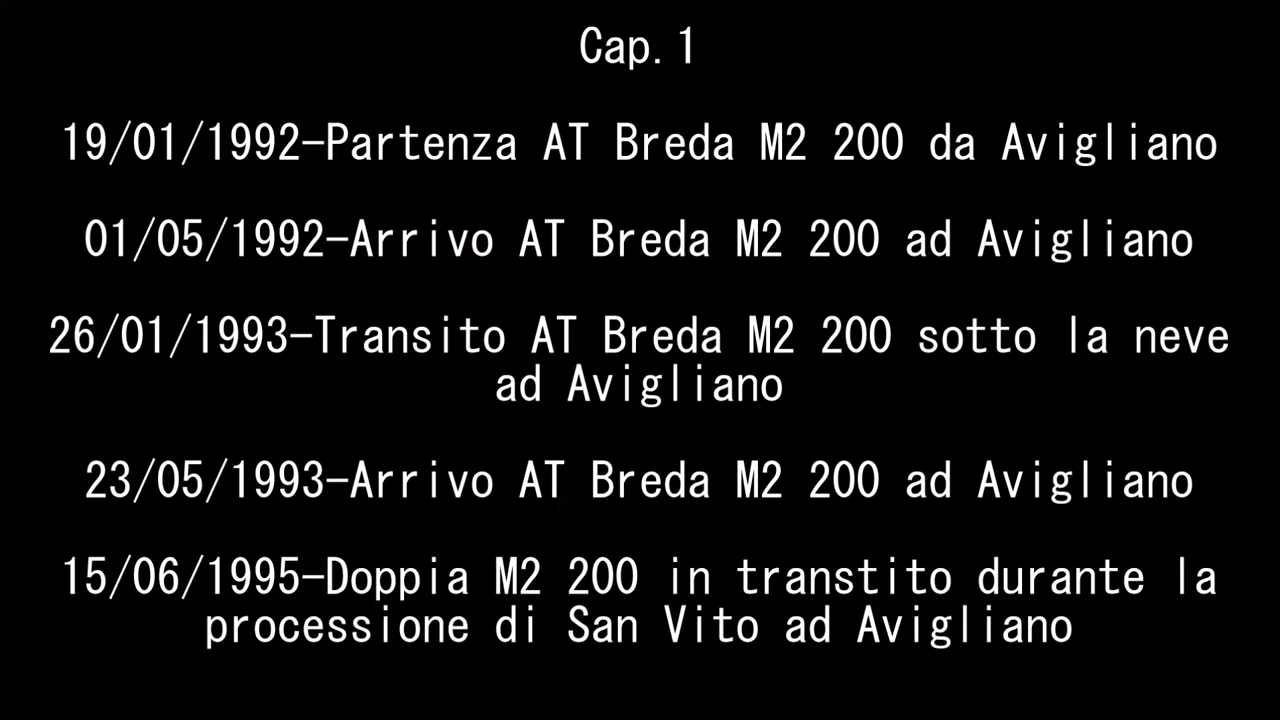 Cap.1
19/01/1992-Partenza AT Breda M2 200 da Avigliano
01/05/1992-Arrivo AT Breda M2 200 ad Avigliano
26/01/1993-Transito AT Breda M2 200 sotto la neve
ad Avigliano
23/05/1993-Arrivo AT Breda M2 200 ad Avigliano
15/06/1995-Doppia M2 200 in transtito durante la
processione di San Vito ad Avigliano